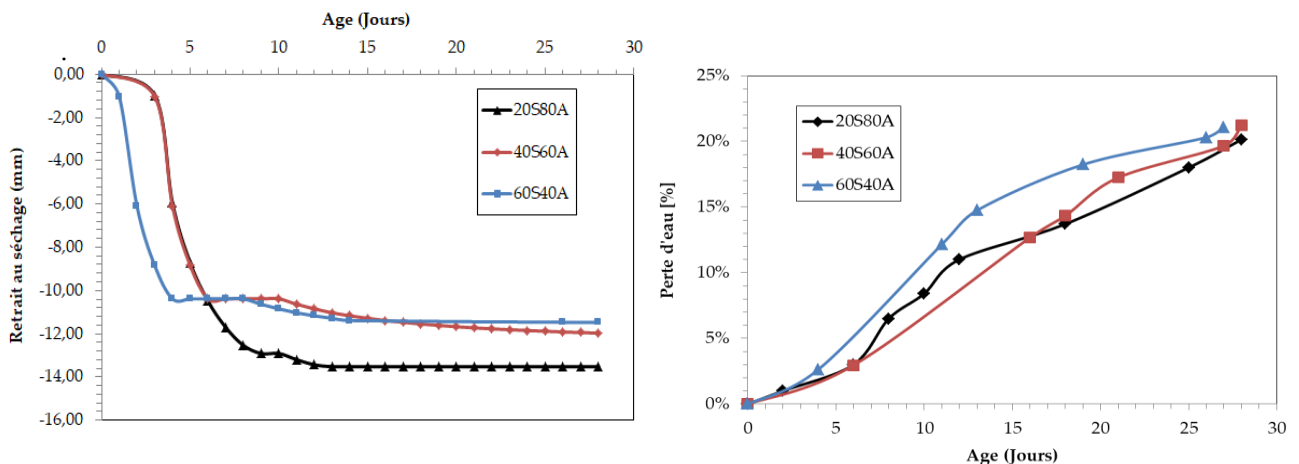 Age (Jours)
0 5 10 15 20 25 30
0,00
-2,00
-4,00
-6,00
-8,00
-10,00
-12,00
-14,00
-16,00
Retrait au séchage (mm)
20S80A
40S60A
60S40A
25%
20%
15%
10%
5%
0%
Perte d'eau [%]
20S80A
40S60A
60S40A
0 5 10 15 20 25 30
Age (Jours)